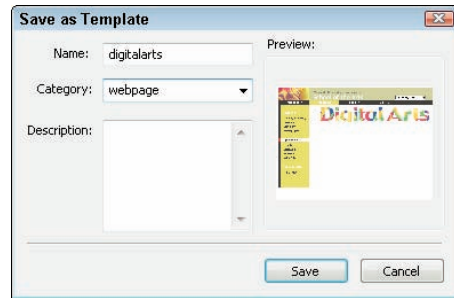 Save as Template
Name:
digitalarts
Category:
webpage
Description:
Preview:
Digital Arts
Save
Cancel